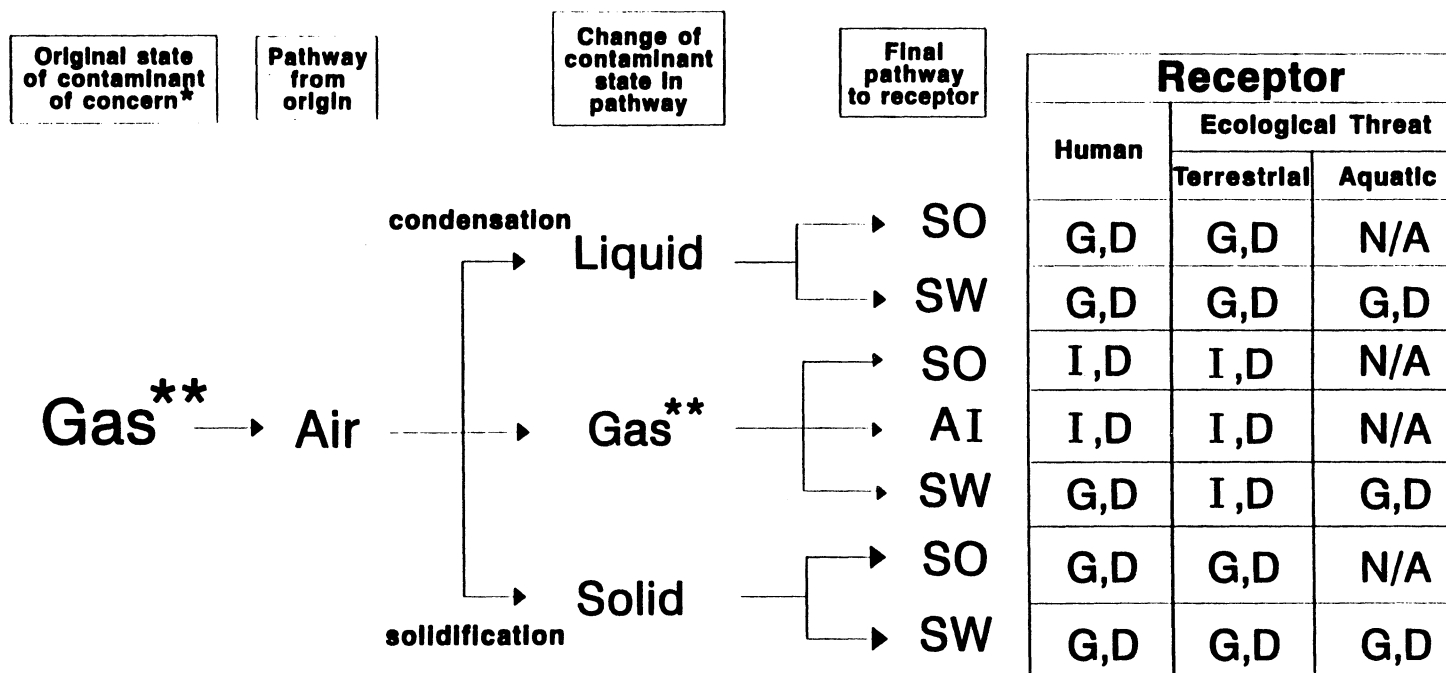 Original state
of contaminant
of concern*
Pathway
from
origin
Change of
contaminant
state in
pathway
Final
pathway
to receptor
Receptor
Human
Ecological Threat
Terrestrial
Aquatic
condensation
Liquid
SO
G,D
G,D
N/A
SW
G,D
G,D
G,D
Gas**
Air
Gas**
SO
I,D
I,D
N/A
AI
I,D
I,D
N/A
SW
G,D
I,D
G,D
solidification
Solid
SO
G,D
G,D
N/A
SW
G,D
G,D
G,D